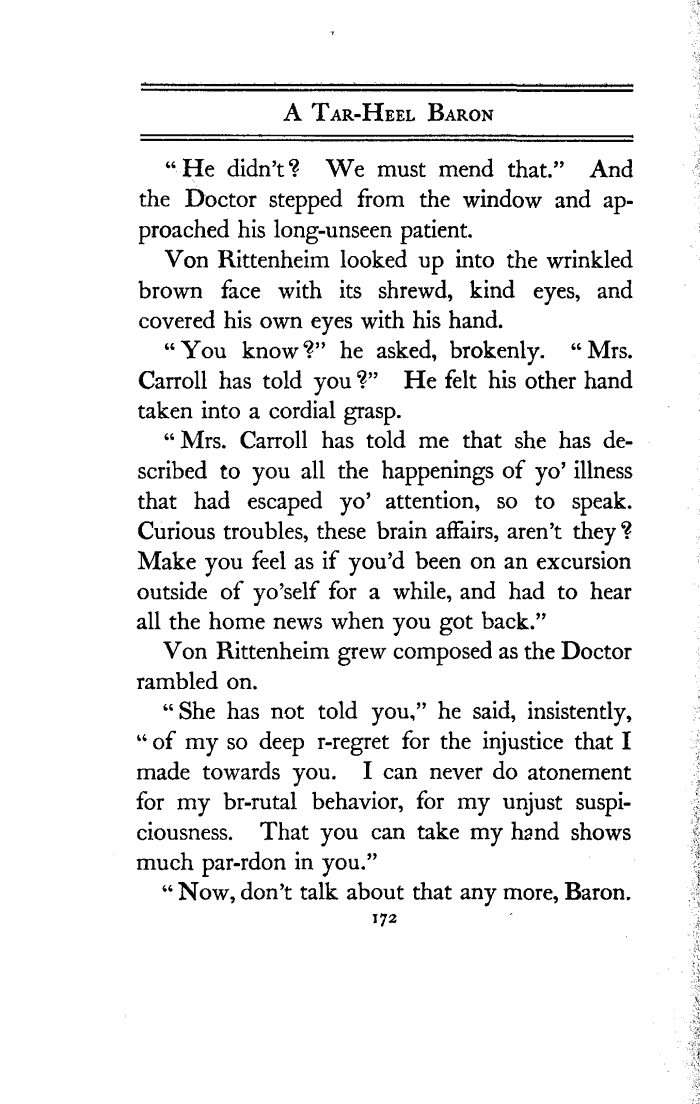 A Tar-Heel Baron
“He didn’t? We must mend that.” And
the Doctor stepped from the window and ap-
proached his long-unseen patient.
Von Rittenheim looked up into the wrinkled
brown face with its shrewd, kind eyes, and
covered his own eyes with his hand.
“You know?” he asked, brokenly. “Mrs.
Carroll has told you?” He felt his other hand
taken into a cordial grasp.
“Mrs. Carroll has told me that she has de-
scribed to you all the happenings of yo’ illness
that had escaped yo’ attention, so to speak.
Curious troubles, these brain affairs, aren’t they?
Make you feel as if you’d been on an excursion
outside of yo’self for a while, and had to hear
all the home news when you got back.”
Von Rittenheim grew composed as the Doctor
rambled on.
“She has not told you,” he said, insistently,
“of my so deep r-regret for the injustice that I
made towards you. I can never do atonement
for my br-rutal behavior, for my unjust suspi-
ciousness. That you can take my hand shows
much par-rdon in you.”
“Now, don’t talk about that any more, Baron.
172